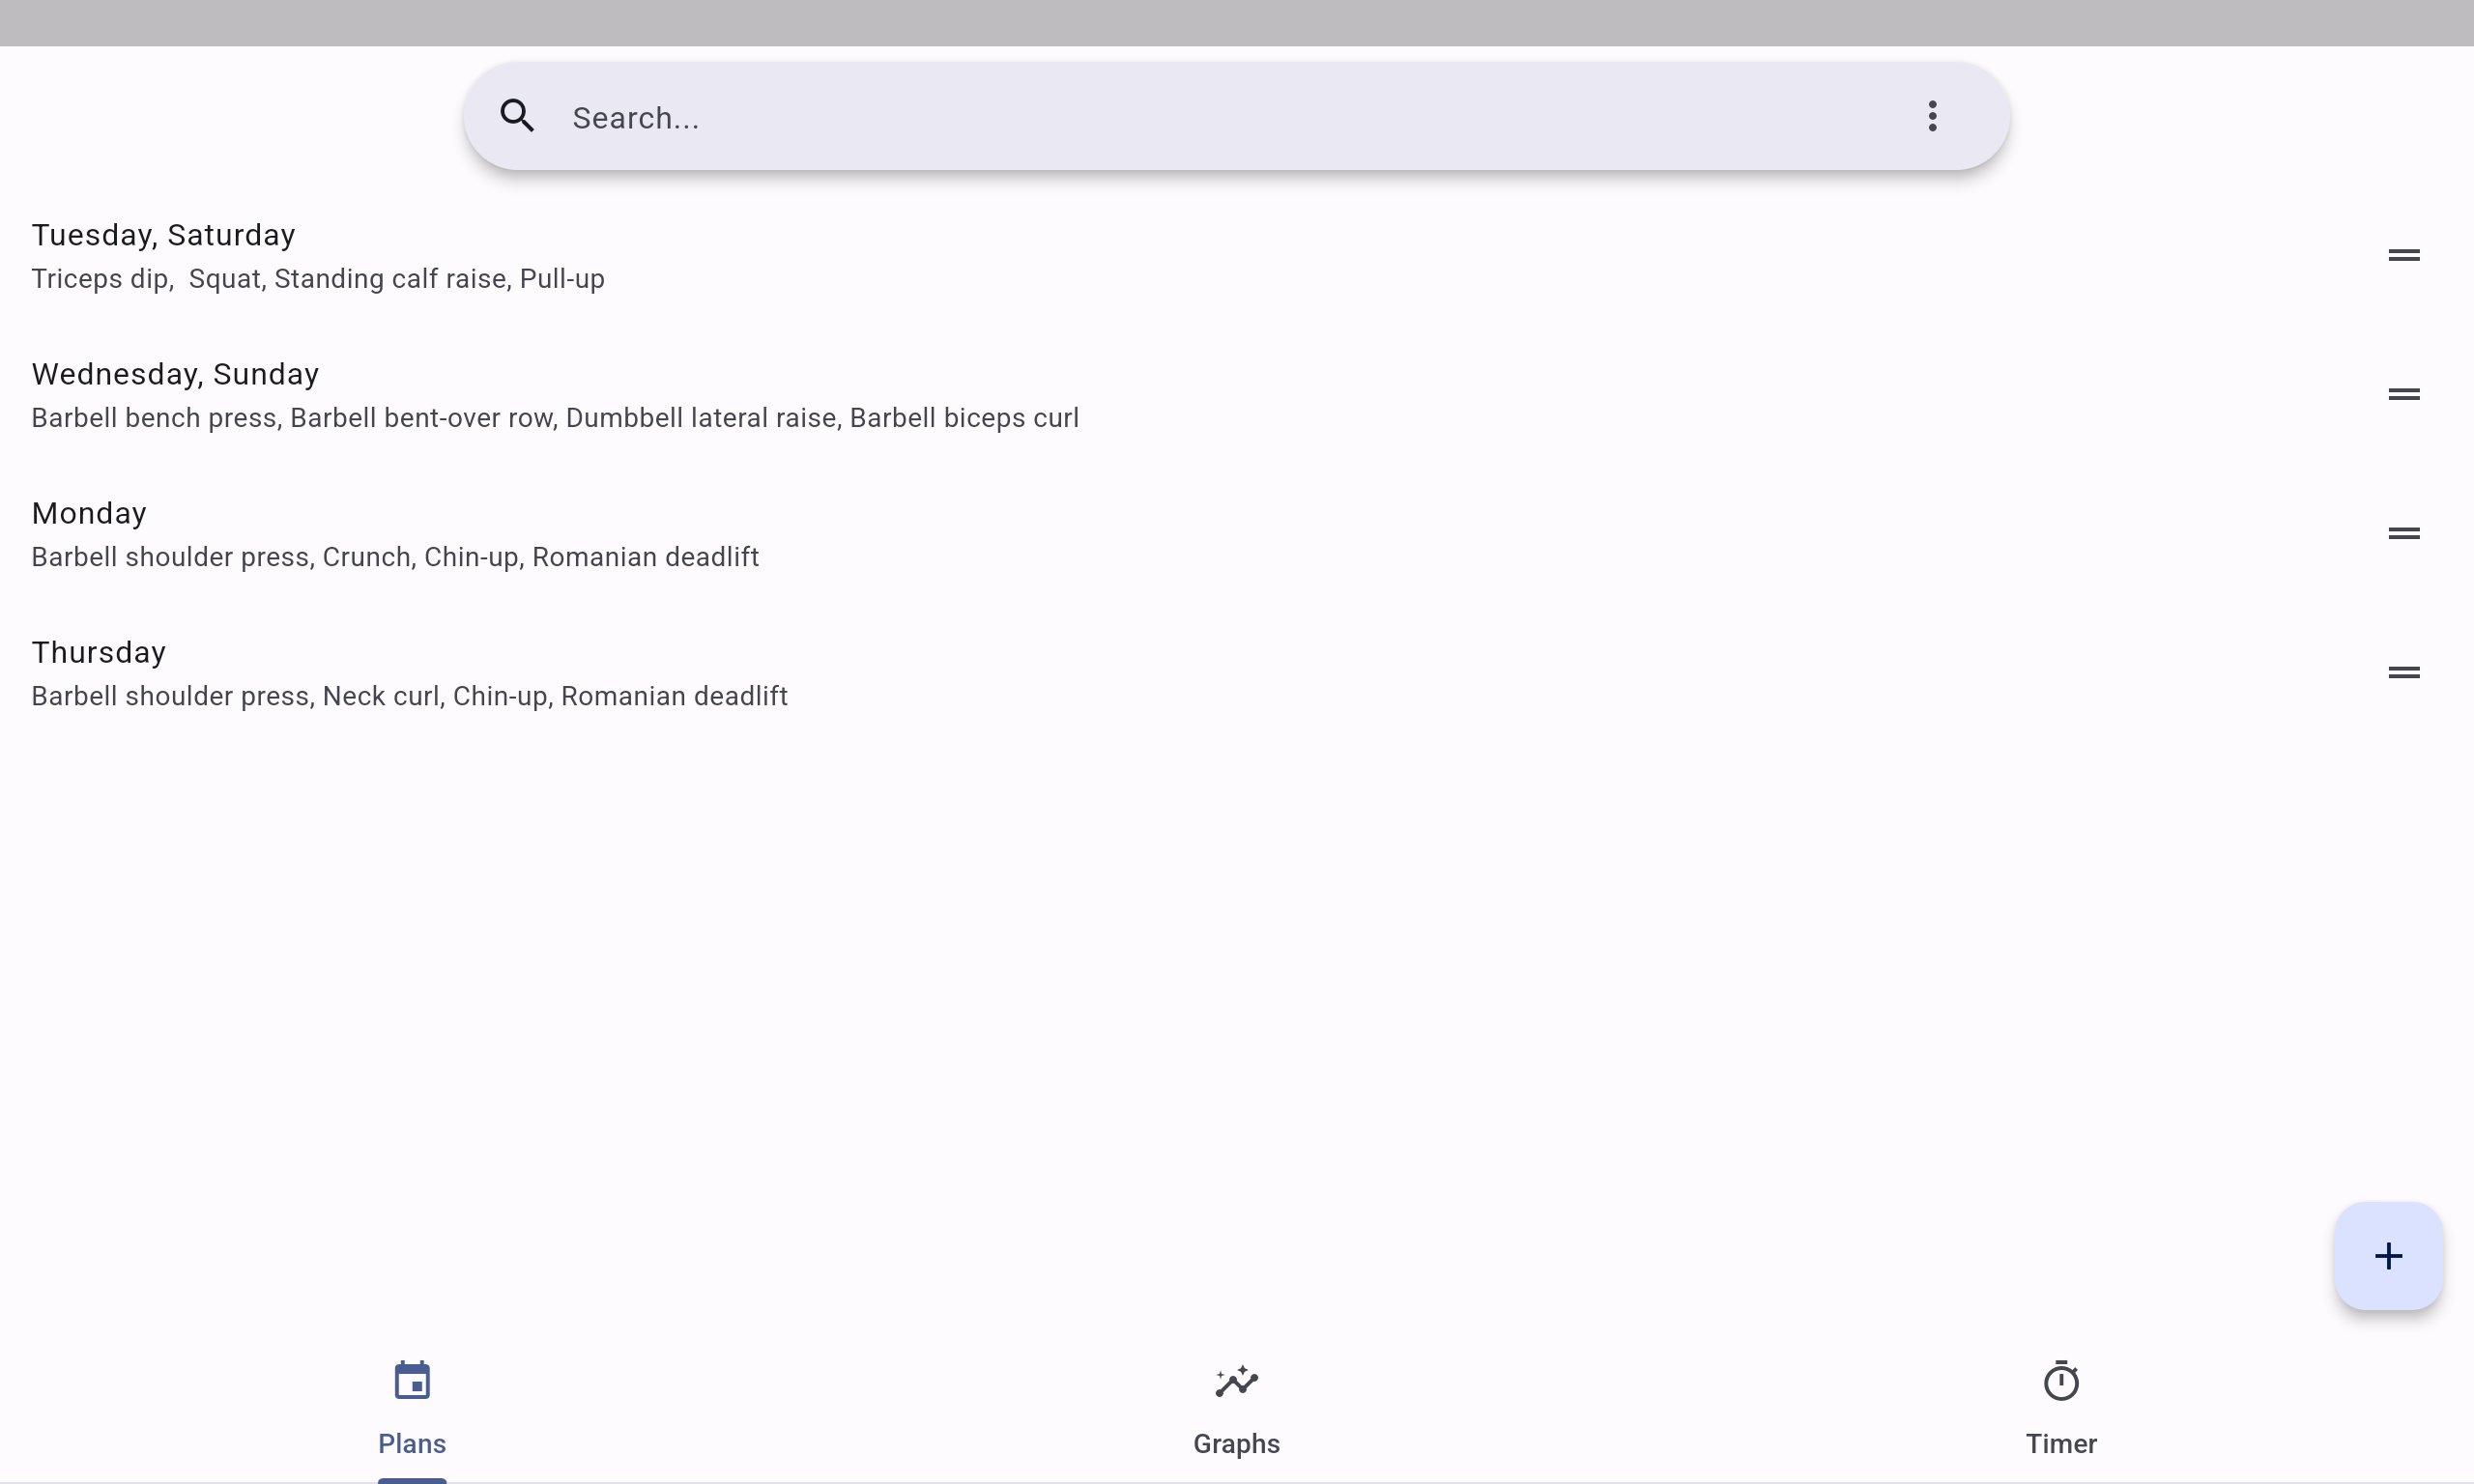 Search...
Tuesday, Saturday
Triceps dip,  Squat, Standing calf raise, Pull-up
Wednesday, Sunday
Barbell bench press, Barbell bent-over row, Dumbbell lateral raise, Barbell biceps curl
Monday
Barbell shoulder press, Crunch, Chin-up, Romanian deadlift
Thursday
Barbell shoulder press, Neck curl, Chin-up, Romanian deadlift
Plans
Graphs
Timer